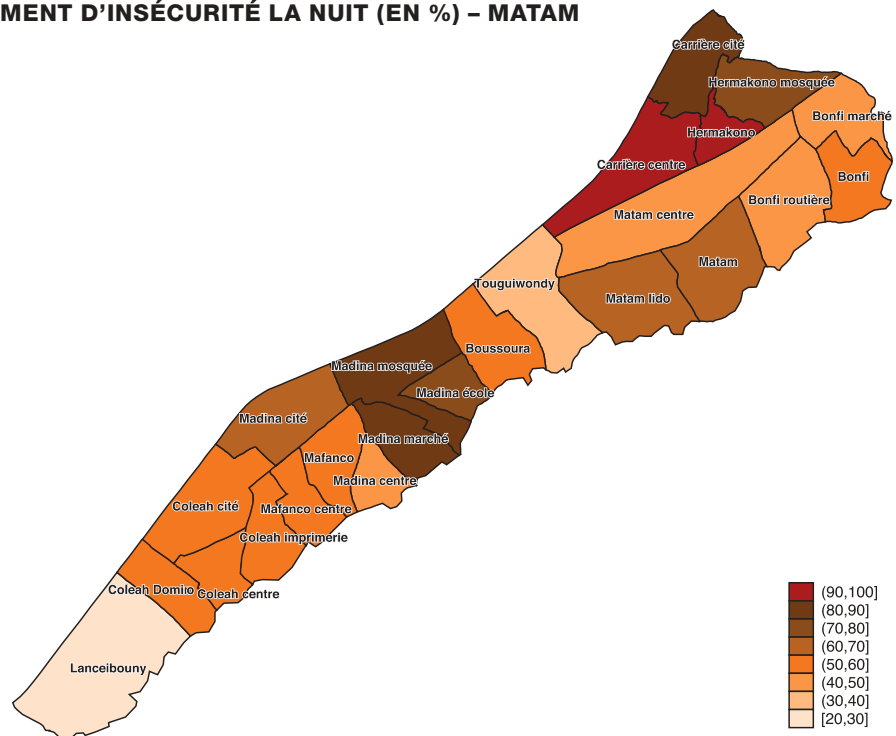 MENT D'INSÉCURITÉ LA NUIT (EN %) – MATAM
Carrière cité
Hermakono mosquée
Bonfi marché
Hermakono
Carrière centre
Bonfi
Bonfi routière
Matam centre
Matam
Touguiwondy
Matam lido
Boussoura
Madina mosquée
Madina école
Madina cité
Madina marché
Mafanco
Madina centre
Coleah cité
Mafanco centre
Coleah imprimerie
Coleah Domino
Coleah centre
Lanceibouny
(90,100]
(80,90]
(70,80]
(60,70]
(50,60]
(40,50]
(30,40]
[20,30]